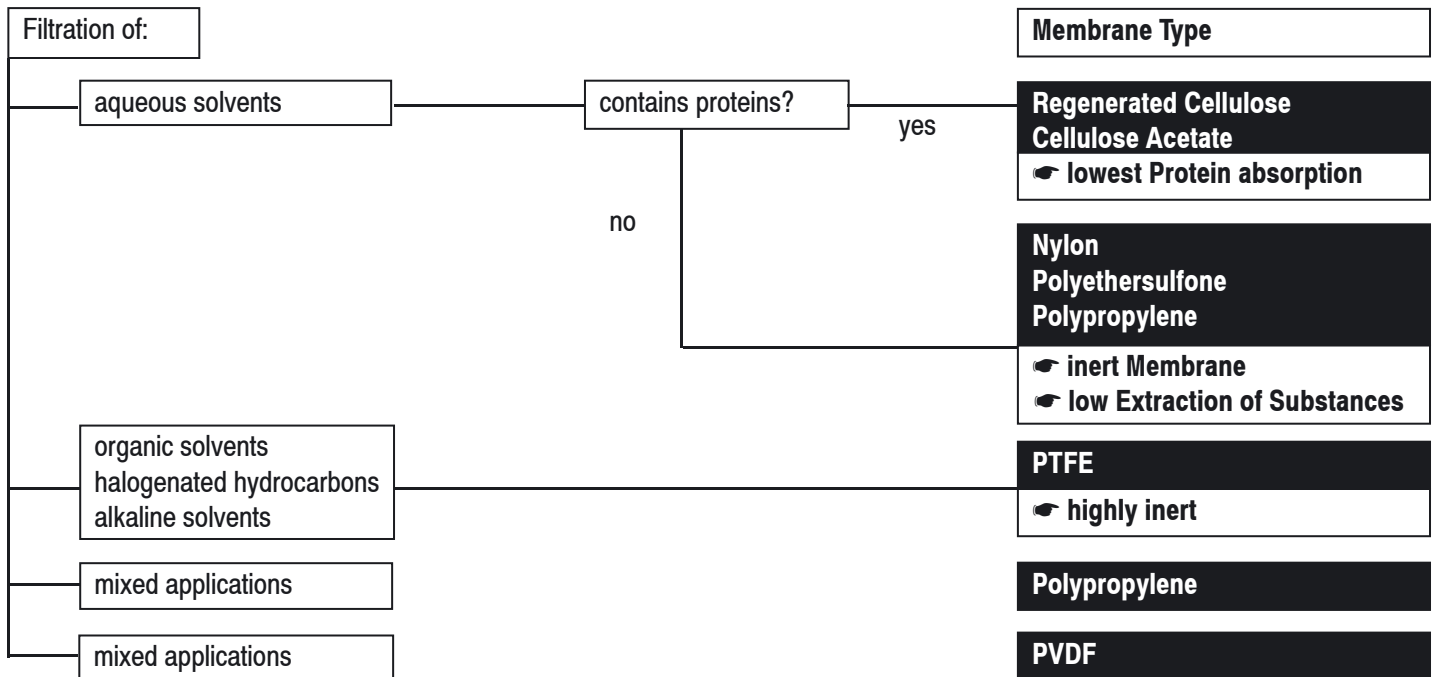 Filtration of:
Membrane Type
aqueous solvents
contains proteins?
yes
Regenerated Cellulose
Cellulose Acetate
☛ lowest Protein absorption
no
Nylon
Polyethersulfone
Polypropylene
☛ inert Membrane
☛ low Extraction of Substances
organic solvents
halogenated hydrocarbons
alkaline solvents
PTFE
☛ highly inert
mixed applications
Polypropylene
mixed applications
PVDF